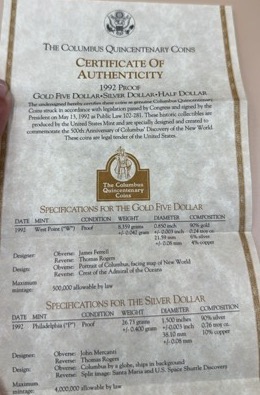 THE COLUMBUS QUINCENTENARY COINS
CERTIFICATE OF
AUTHENTICITY
1992 PROOF
GOLD FIVE DOLLAR • SILVER DOLLAR • HALF DOLLAR
The undersigned hereby certifies these coins genuine Columbus Quincentenary
Coins struck in accordance with legislation passed by Congress and signed by the
President on May 13, 1992 as Public Law 102-281. These historic collectibles are
produced by the United States Mint and are specially designed and created to
commemorate the 500th Anniversary of Columbus' Discovery of the New World
These coins are legal tender of the United States.
The Columbus
Quincentenary
Coins
SPECIFICATIONS FOR THE GOLD FIVE DOLLAR
DATE MINT CONDITION WEIGHT DIAMETER COMPOSITION
1992 West Point ("W") Proof 8.359 grams 0.850 inch 90% gold
+/- 0.042 gram +/-0.003 inch 0.24 troz oz.
21.59 mm 6% silver
+/- 0.08 mm 4% copper
Designer: Obverse: James Ferrell
Reverse: Thomas Rogers
Design: Obverse: Portrait of Columbus, facing map of New World
Reverse: Crest of the Admiral of the Oceans
Maximum
mintage: 500,000 allowable by law
SPECIFICATIONS FOR THE SILVER DOLLAR
DATE MINT CONDITION WEIGHT DIAMETER COMPOSITION
1992 Philadelphia ("P") Proof 26.73 grams 1.500 inches 90% silver
+/- 0.400 gram +/-0.003 inch 0.76 troz oz.
38.10 mm 10% copper
+/-0.08 mm
Designer: Obverse: John Mercanti
Reverse: Thomas Rogers
Design: Obverse: Columbus by a globe, ships in background
Reverse: Split image: Santa Maria and U.S. Space Shuttle Discovery
Maximum
mintage: 4,000,000 allowable by law